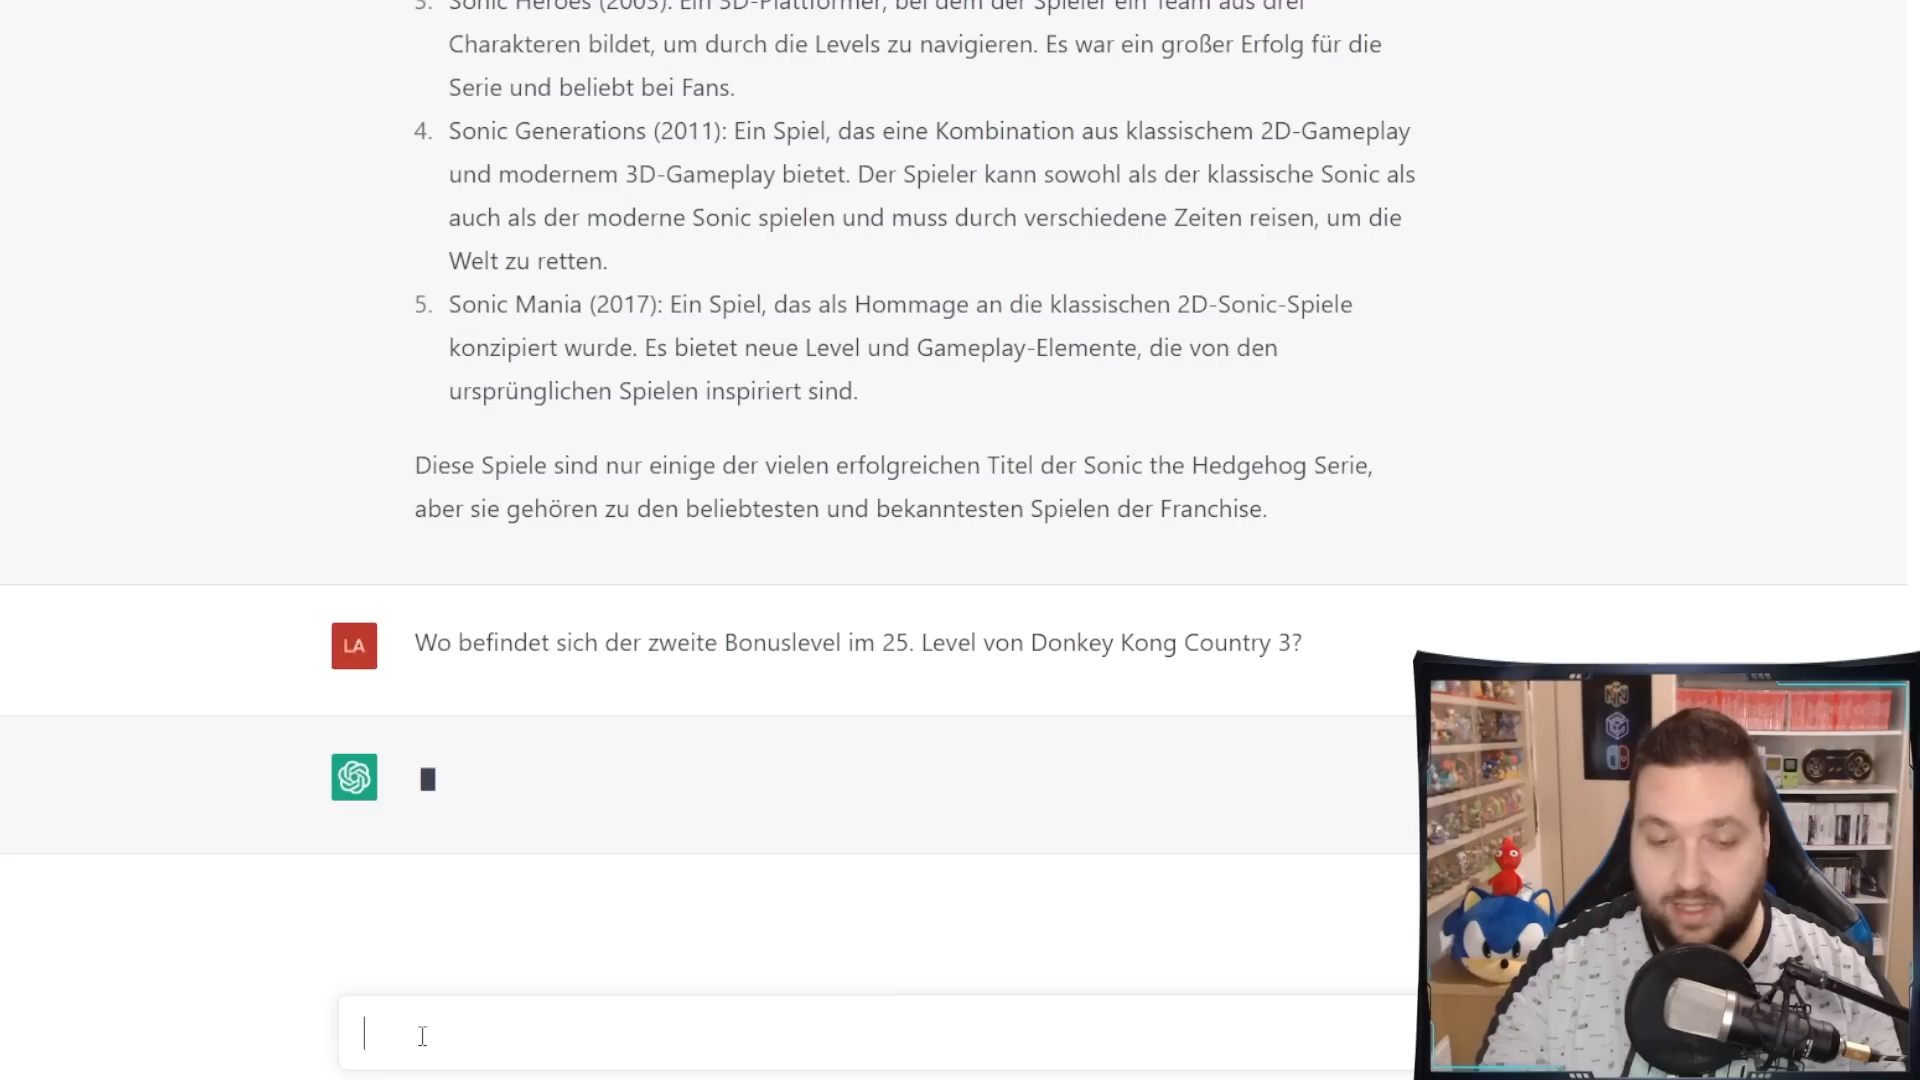 3. Sonic Heroes (2003): Ein 3D-Plattformer, bei dem der Spieler ein Team aus drei
Charakteren bildet, um durch die Levels zu navigieren. Es war ein großer Erfolg für die
Serie und beliebt bei Fans.
4. Sonic Generations (2011): Ein Spiel, das eine Kombination aus klassischem 2D-Gameplay
und modernem 3D-Gameplay bietet. Der Spieler kann sowohl als der klassische Sonic als
auch als der moderne Sonic spielen und muss durch verschiedene Zeiten reisen, um die
Welt zu retten.
5. Sonic Mania (2017): Ein Spiel, das als Hommage an die klassischen 2D-Sonic-Spiele
konzipiert wurde. Es bietet neue Level und Gameplay-Elemente, die von den
ursprünglichen Spielen inspiriert sind.
Diese Spiele sind nur einige der vielen erfolgreichen Titel der Sonic the Hedgehog Serie,
aber sie gehören zu den beliebtesten und bekanntesten Spielen der Franchise.
LA
Wo befindet sich der zweite Bonuslevel im 25. Level von Donkey Kong Country 3?